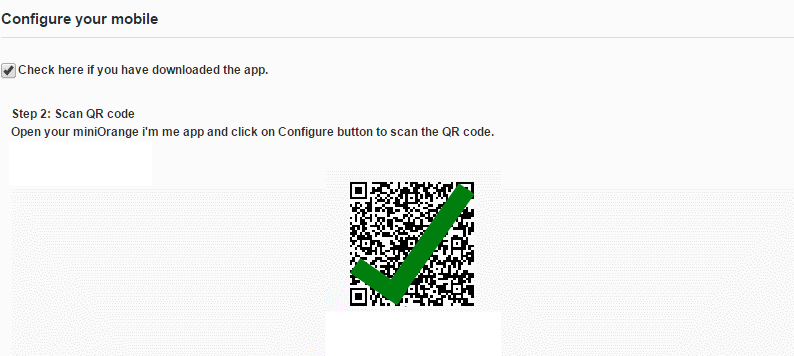 Configure your mobile
Check here if you have downloaded the app.
Step 2: Scan QR code
Open your miniOrange i'm me app and click on Configure button to scan the QR code.